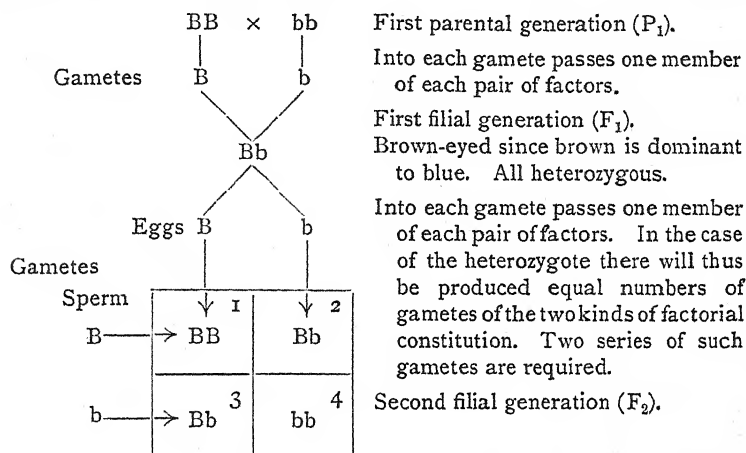 BB × bb
First parental generation (P₁).
Into each gamete passes one member
Gametes
B b
of each pair of factors.
First filial generation (F₁).
Bb
Brown-eyed since brown is dominant
to blue. All heterozygous.
Into each gamete passes one member
Eggs B b
of each pair of factors. In the case
Gametes
of the heterozygote there will thus
Sperm
be produced equal numbers of
1 2
gametes of the two kinds of factorial
B BB Bb
constitution. Two series of such
gametes are required.
3 4
Second filial generation (F₂).
b Bb bb